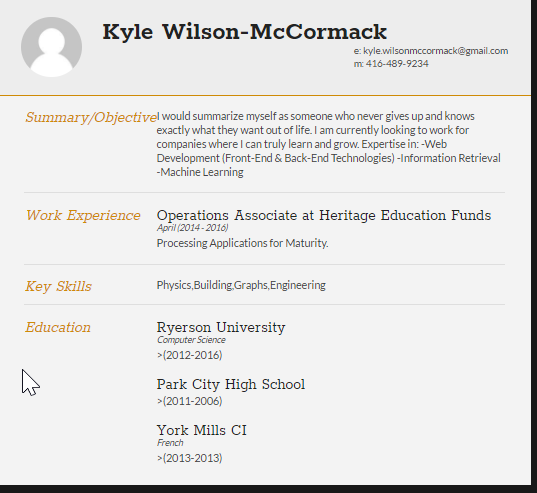 Kyle Wilson-McCormack
e: kyle.wilsonmccormack@gmail.com
m: 416-489-9234
Summary/Objective
I would summarize myself as someone who never gives up and knows
exactly what they want out of life. I am currently looking to work for
companies where I can truly learn and grow. Expertise in: -Web
Development (Front-End & Back-End Technologies) -Information Retrieval
-Machine Learning
Work Experience
Operations Associate at Heritage Education Funds
April (2014 - 2016)
Processing Applications for Maturity.
Key Skills
Physics,Building,Graphs,Engineering
Education
Ryerson University
Computer Science
>(2012-2016)
Park City High School
>(2011-2006)
York Mills CI
French
>(2013-2013)